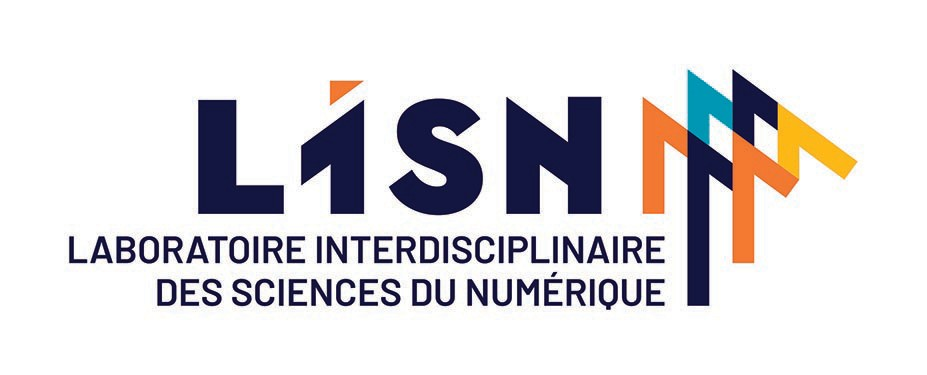 LISN
LABORATOIRE INTERDISCIPLINAIRE
DES SCIENCES DU NUMÉRIQUE